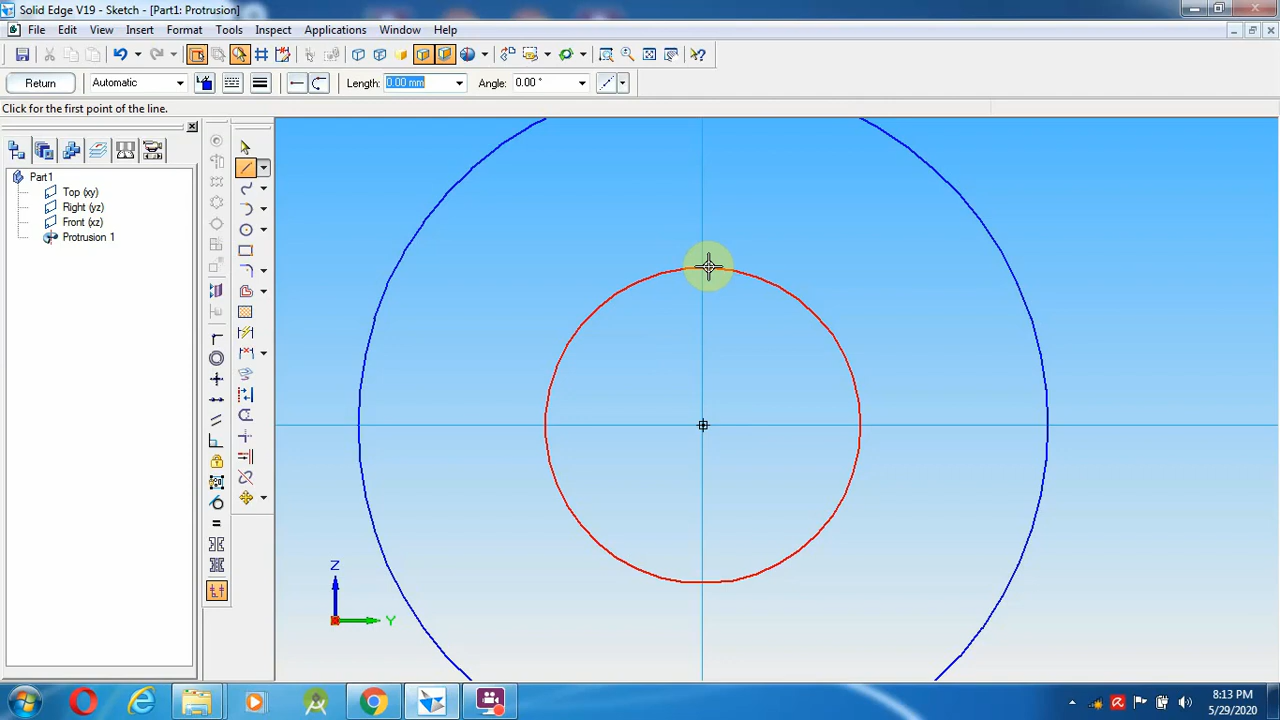 Solid Edge V19 - Sketch - [Part1: Protrusion]
File Edit View Insert Format Tools Inspect Applications Window Help
Return Automatic Length: 0.00 mm Angle: 0.00 °
Click for the first point of the line.
Part1
Top (xy)
Right (yz)
Front (xz)
Protrusion 1
Z
Y
8:13 PM
5/29/2020